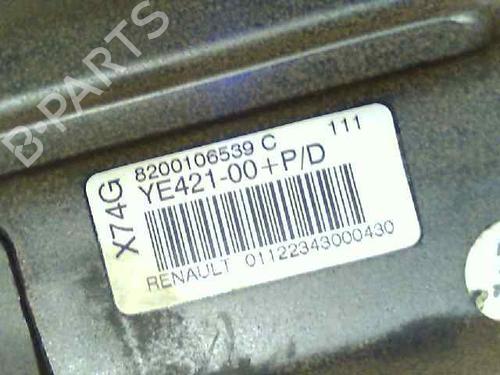 B-PARTS
8200106539 C 111
X74G
YE421-00+P/D
RENAULT 01122343000430